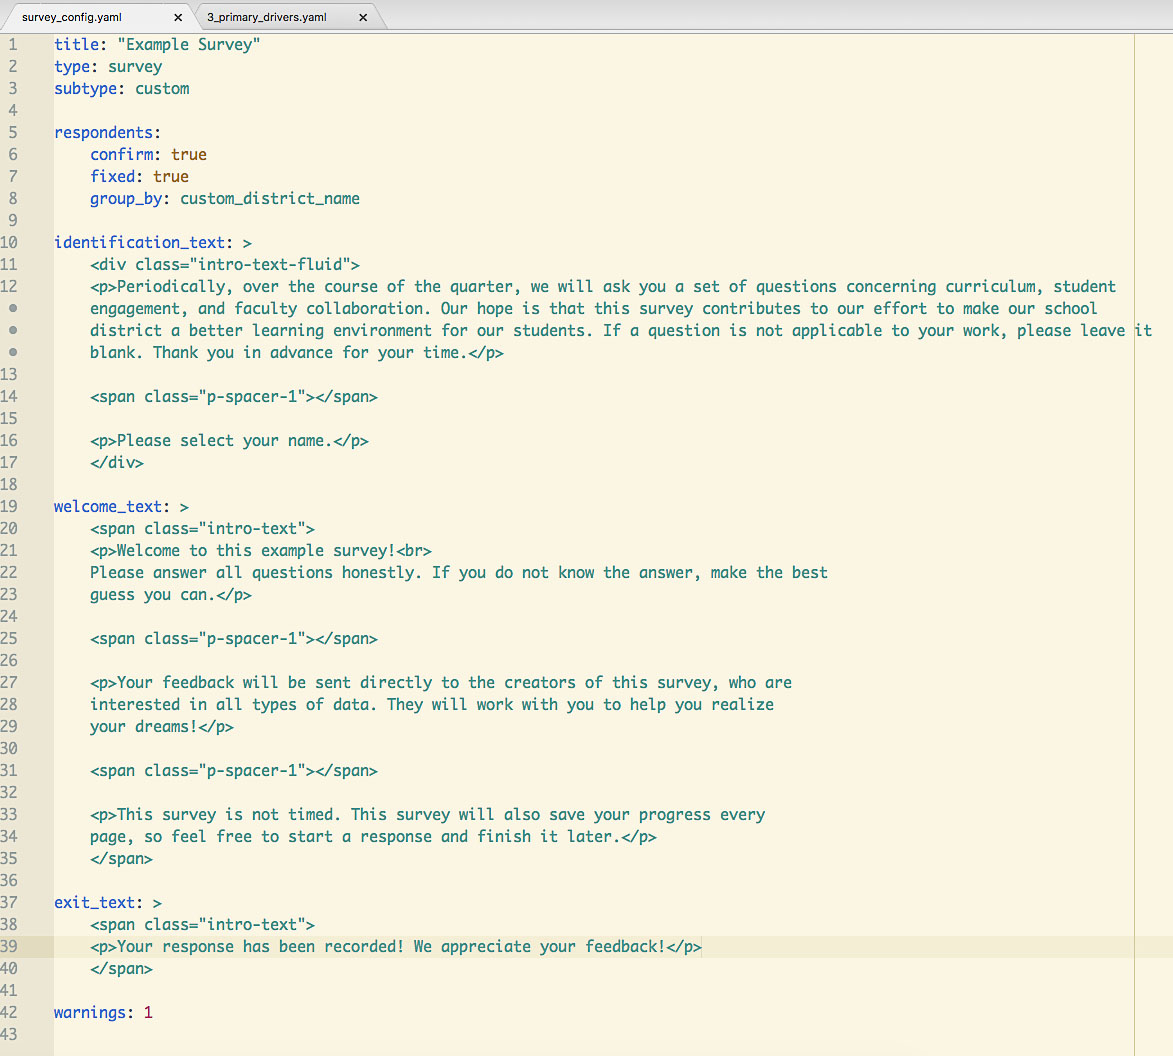 survey_config.yaml × 3_primary_drivers.yaml ×
1 title: "Example Survey"
2 type: survey
3 subtype: custom
4
5 respondents:
6     confirm: true
7     fixed: true
8     group_by: custom_district_name
9
10 identification_text: >
11     <div class="intro-text-fluid">
12     <p>Periodically, over the course of the quarter, we will ask you a set of questions concerning curriculum, student
•     engagement, and faculty collaboration. Our hope is that this survey contributes to our effort to make our school
•     district a better learning environment for our students. If a question is not applicable to your work, please leave it
•     blank. Thank you in advance for your time.</p>
13
14     <span class="p-spacer-1"></span>
15
16     <p>Please select your name.</p>
17     </div>
18
19 welcome_text: >
20     <span class="intro-text">
21     <p>Welcome to this example survey!<br>
22     Please answer all questions honestly. If you do not know the answer, make the best
23     guess you can.</p>
24
25     <span class="p-spacer-1"></span>
26
27     <p>Your feedback will be sent directly to the creators of this survey, who are
28     interested in all types of data. They will work with you to help you realize
29     your dreams!</p>
30
31     <span class="p-spacer-1"></span>
32
33     <p>This survey is not timed. This survey will also save your progress every
34     page, so feel free to start a response and finish it later.</p>
35     </span>
36
37 exit_text: >
38     <span class="intro-text">
39     <p>Your response has been recorded! We appreciate your feedback!</p>
40     </span>
41
42 warnings: 1
43